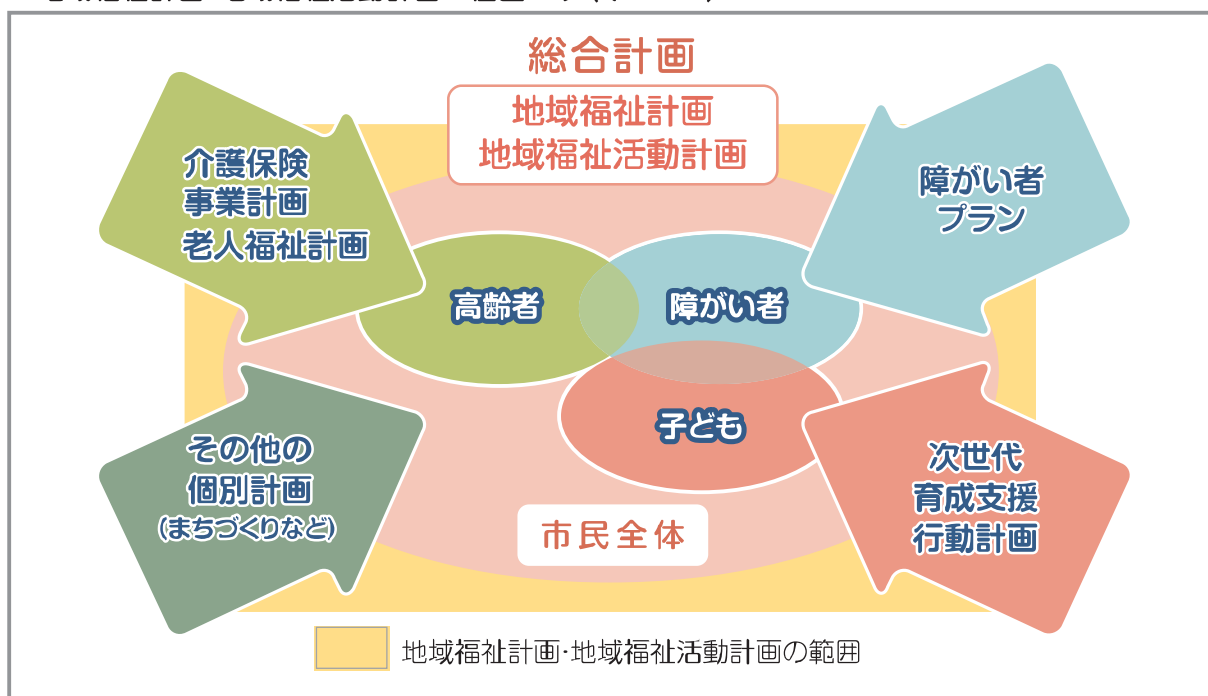 総合計画
地域福祉計画
地域福祉活動計画
介護保険
事業計画
老人福祉計画
障がい者
プラン
高齢者
障がい者
子ども
その他の
個別計画
(まちづくりなど)
次世代
育成支援
行動計画
市民全体
地域福祉計画・地域福祉活動計画の範囲